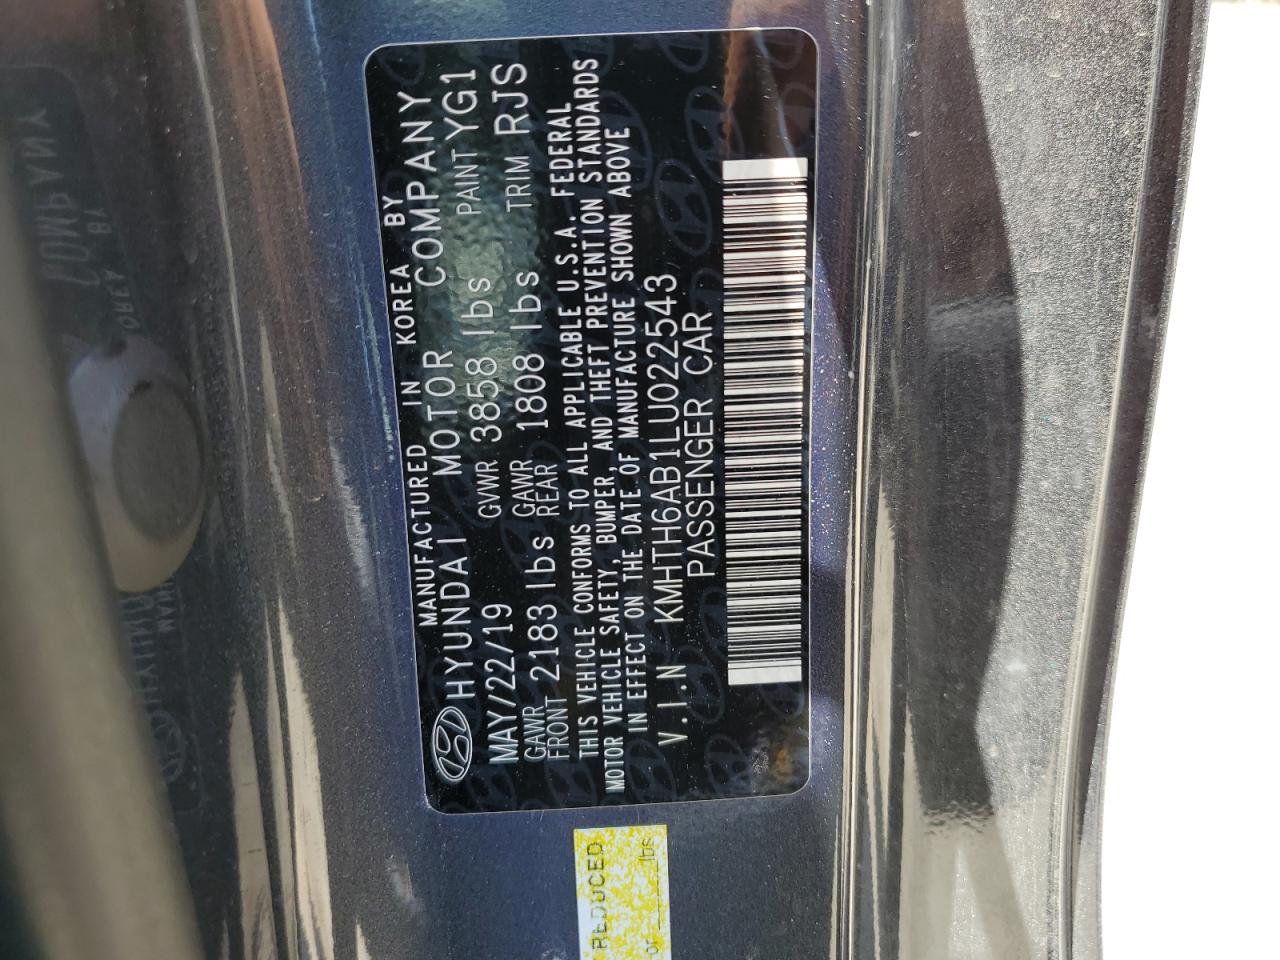 MANUFACTURED IN KOREA BY
HYUNDAI MOTOR COMPANY
MAY/22/19 GVWR 3858 lbs PAINT YG1
GAWR FRONT 2183 lbs GAWR REAR 1808 lbs TRIM RJS
THIS VEHICLE CONFORMS TO ALL APPLICABLE U.S.A. FEDERAL
MOTOR VEHICLE SAFETY, BUMPER, AND THEFT PREVENTION STANDARDS
IN EFFECT ON THE DATE OF MANUFACTURE SHOWN ABOVE
V.I.N KMHTH6AB1LU022543
PASSENGER CAR
REDUCED
or lbs